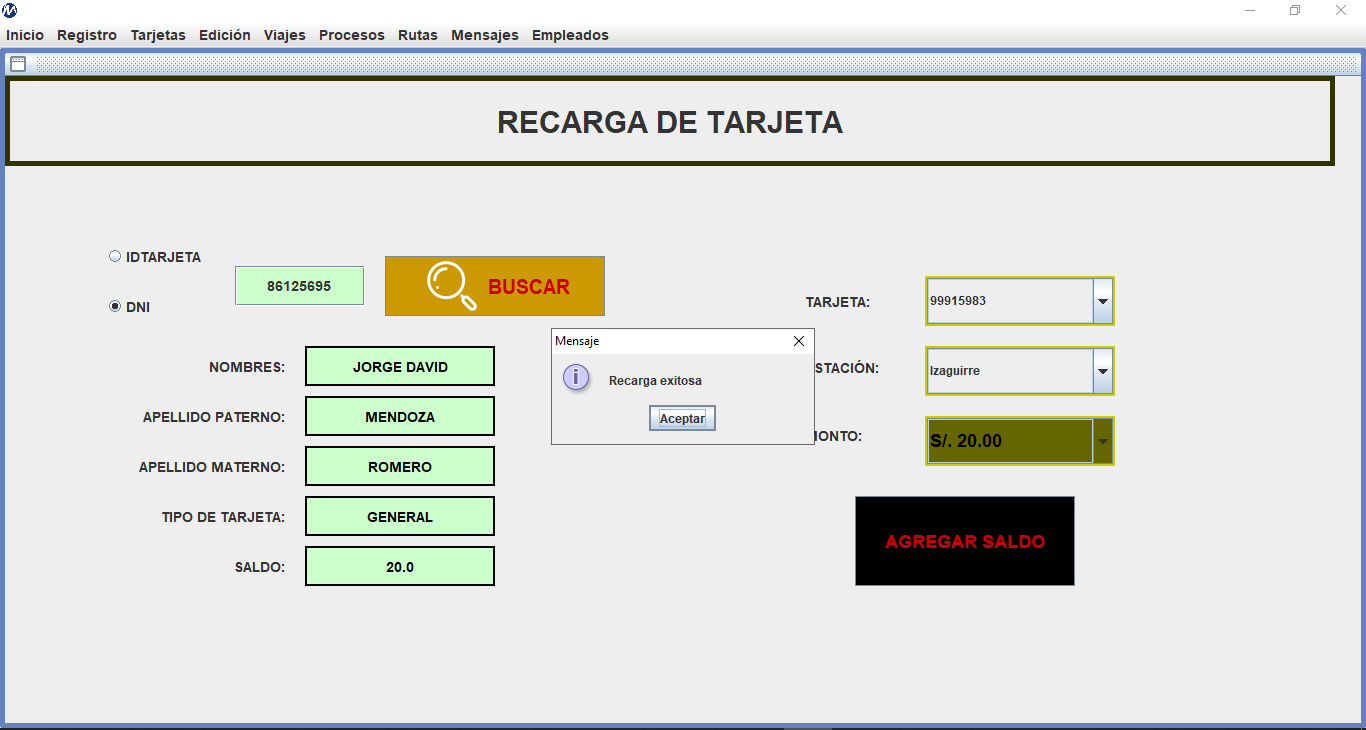 Inicio Registro Tarjetas Edición Viajes Procesos Rutas Mensajes Empleados
RECARGA DE TARJETA
IDTARJETA
DNI
86125695
BUSCAR
NOMBRES: JORGE DAVID
APELLIDO PATERNO: MENDOZA
APELLIDO MATERNO: ROMERO
TIPO DE TARJETA: GENERAL
SALDO: 20.0
Mensaje
Recarga exitosa
Aceptar
TARJETA: 99915983
STACIÓN: Izaguirre
MONTO: S/. 20.00
AGREGAR SALDO